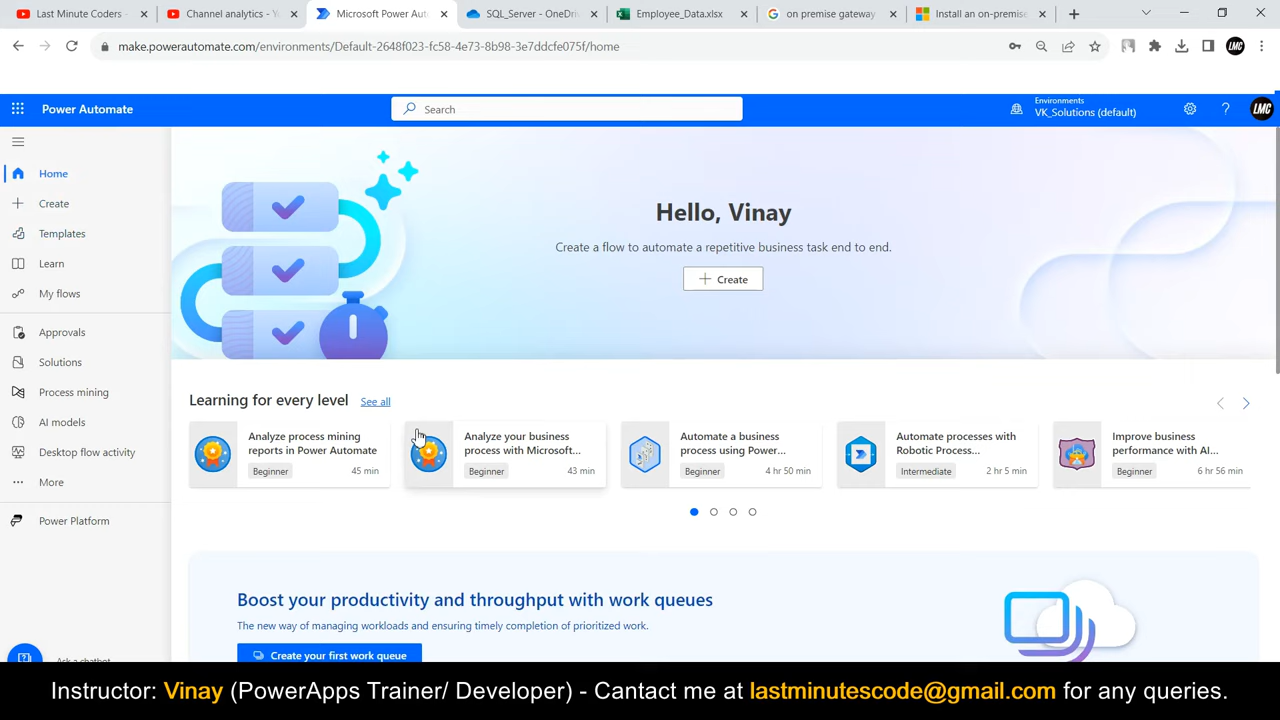 Last Minute Coders -
Channel analytics - Yo
Microsoft Power Aut
SQL_Server - OneDriv
Employee_Data.xlsx
on premise gateway
Install an on-premise
make.powerautomate.com/environments/Default-2648f023-fc58-4e73-8b98-3e7ddcfe075f/home
LMC
Power Automate
Search
Environments
VK_Solutions (default)
?
LMC
Home
Create
Templates
Learn
My flows
Approvals
Solutions
Process mining
AI models
Desktop flow activity
More
Power Platform
Ask a chatbot
Hello, Vinay
Create a flow to automate a repetitive business task end to end.
Create
Learning for every level
See all
Analyze process mining
reports in Power Automate
Beginner
45 min
Analyze your business
process with Microsoft...
Beginner
43 min
Automate a business
process using Power...
Beginner
4 hr 50 min
Automate processes with
Robotic Process...
Intermediate
2 hr 5 min
Improve business
performance with AI...
Beginner
6 hr 56 min
Boost your productivity and throughput with work queues
The new way of managing workloads and ensuring timely completion of prioritized work.
Create your first work queue
Instructor: Vinay (PowerApps Trainer/ Developer) - Cantact me at lastminutescode@gmail.com for any queries.